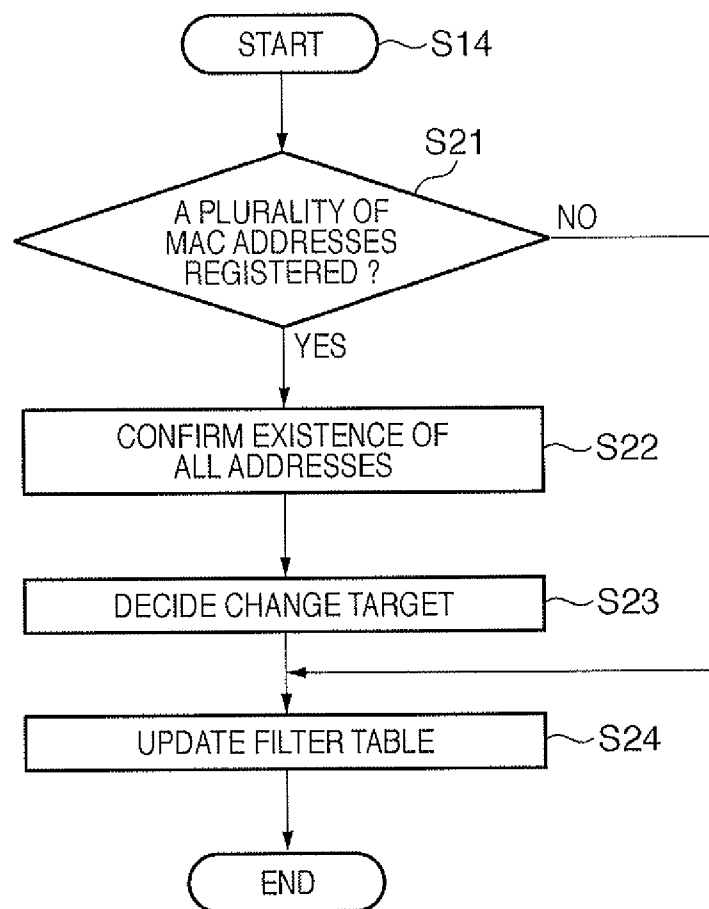 START
S14
S21
A PLURALITY OF
MAC ADDRESSES
REGISTERED ?
NO
YES
CONFIRM EXISTENCE OF
ALL ADDRESSES
S22
DECIDE CHANGE TARGET
S23
UPDATE FILTER TABLE
S24
END